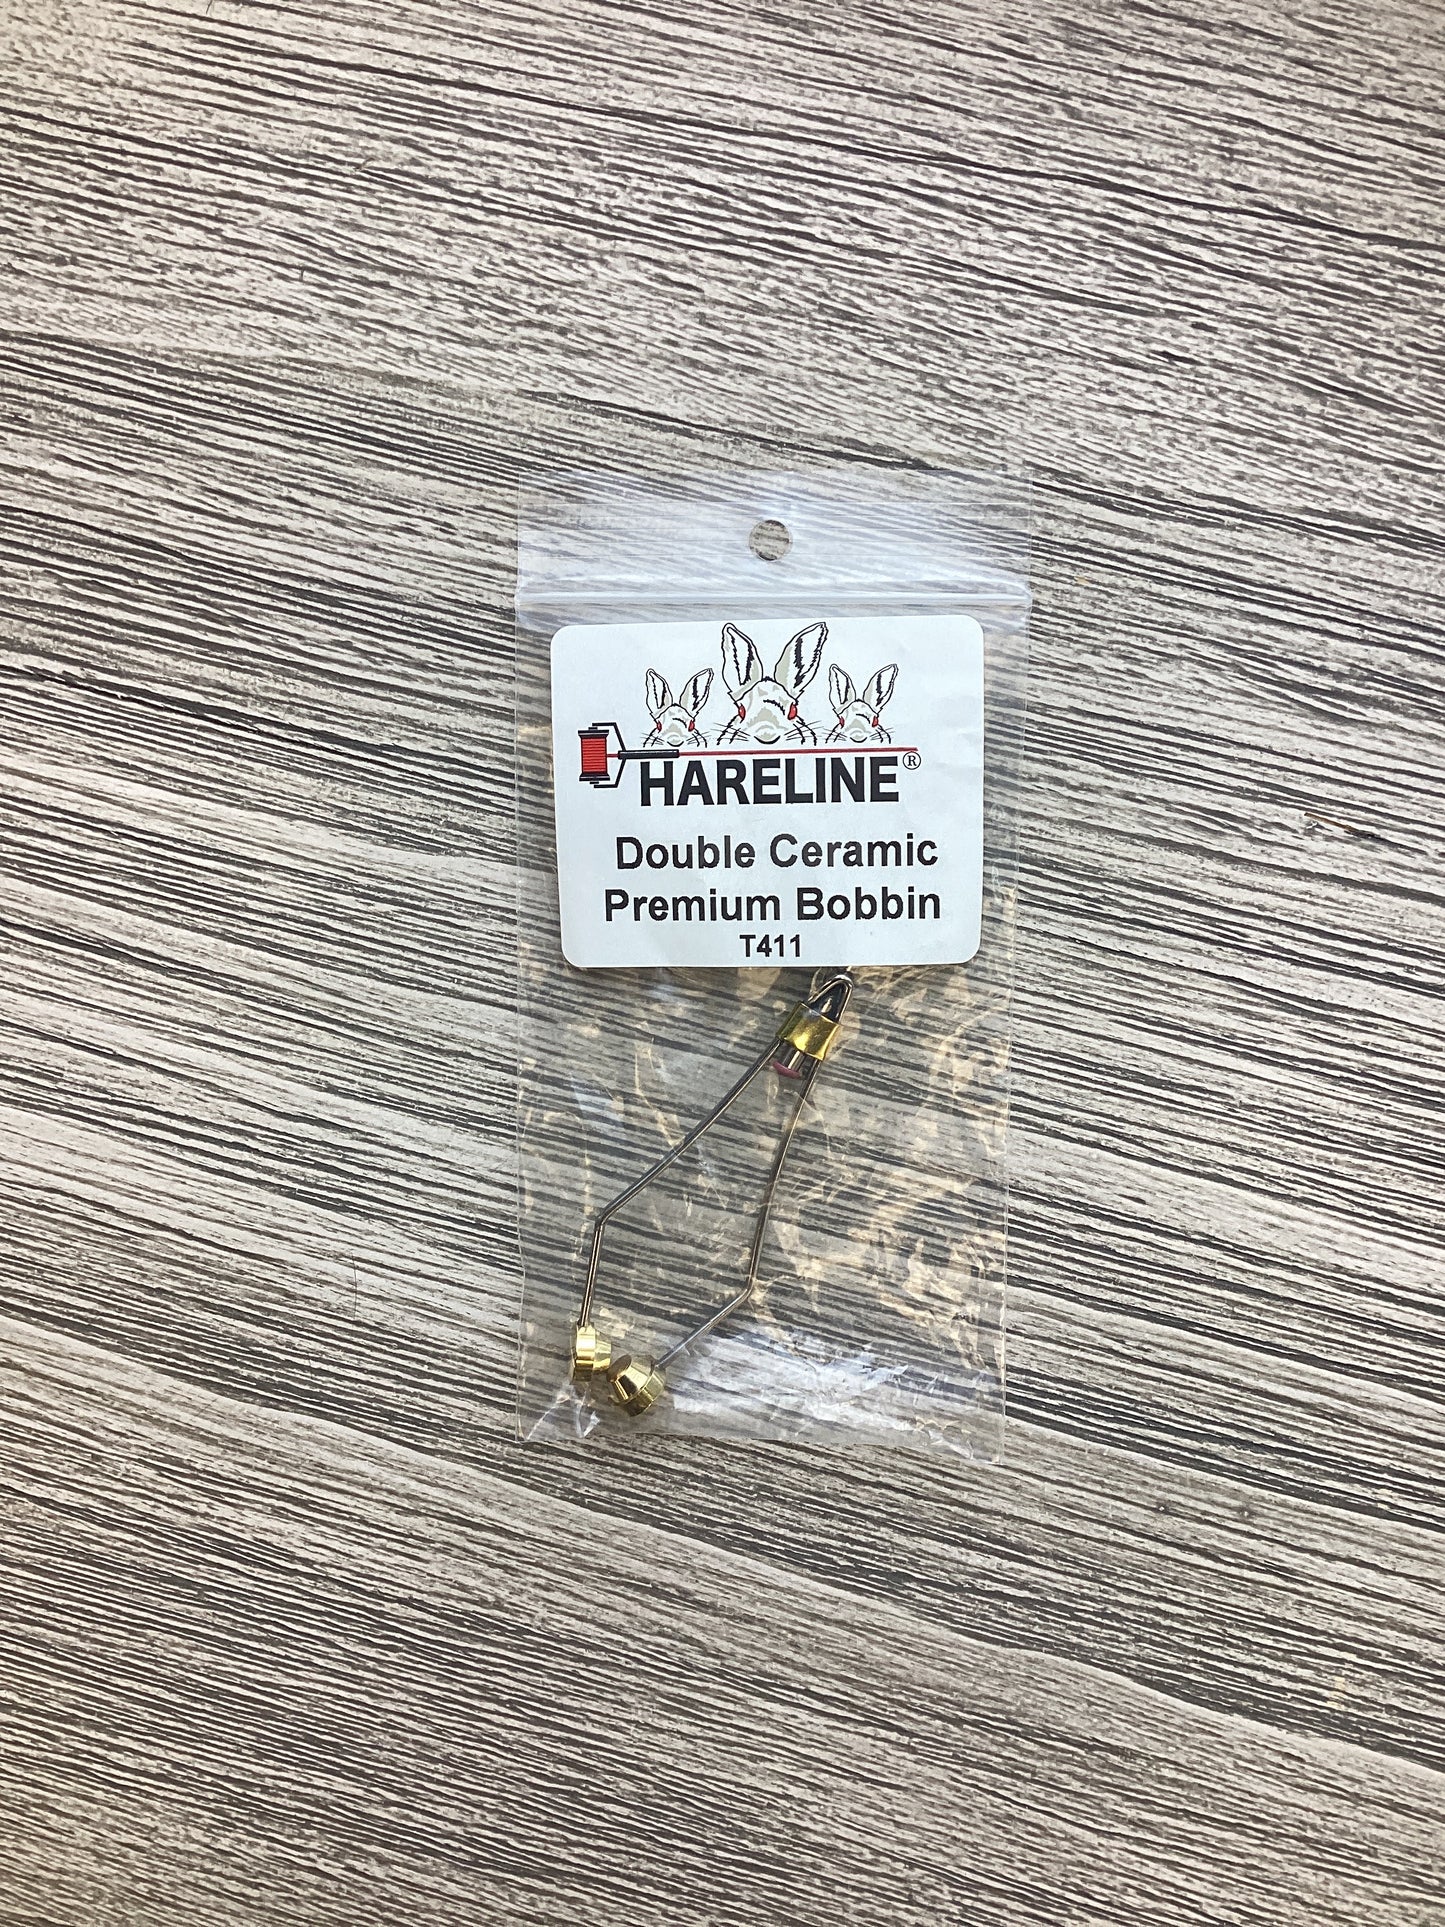 HARELINE®
Double Ceramic
Premium Bobbin
T411